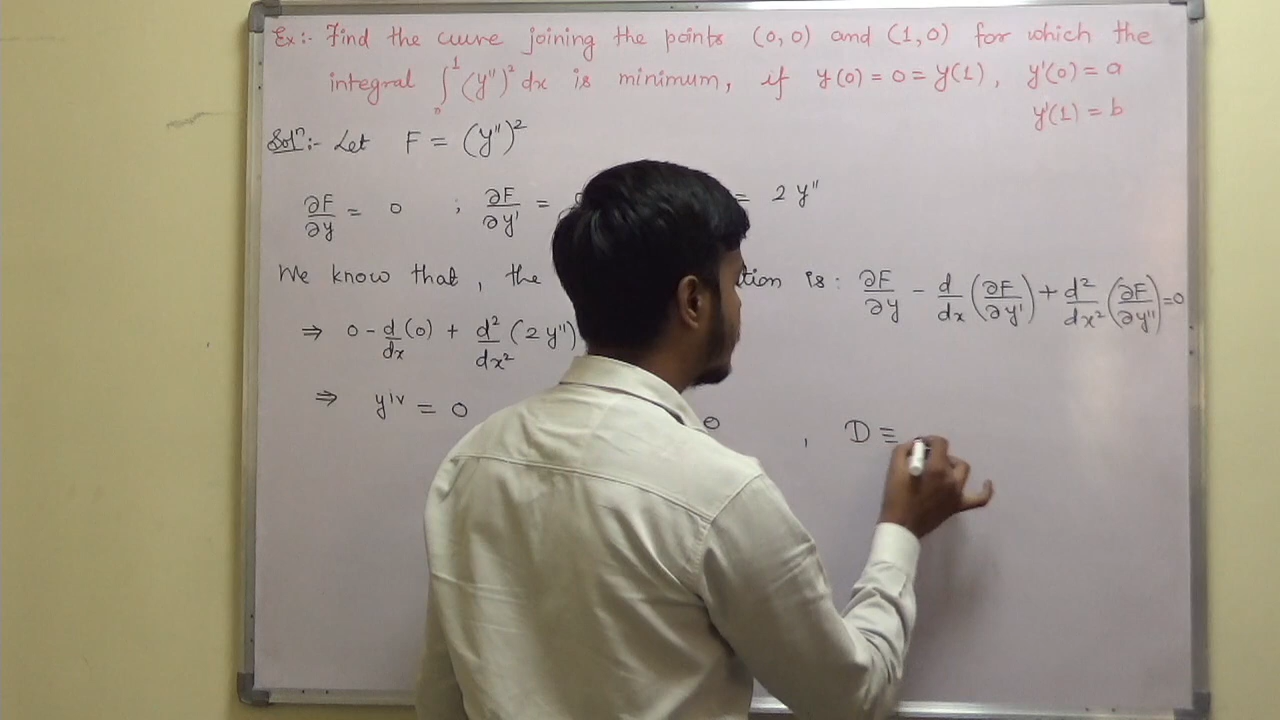 Ex:- Find the curve joining the points (0,0) and (1,0) for which the
integral ∫₀¹ (y'')² dx is minimum, if y(0) = 0 = y(1), y'(0) = a
y'(1) = b
Solⁿ:- Let F = (y'')²
∂F/∂y = 0 ; ∂F/∂y' = = 2 y''
We know that, the is: ∂F/∂y - d/dx (∂F/∂y') + d²/dx² (∂F/∂y'') = 0
⇒ 0 - d/dx (0) + d²/dx² (2 y'')
⇒ yⁱᵛ = 0 0 , D ≡